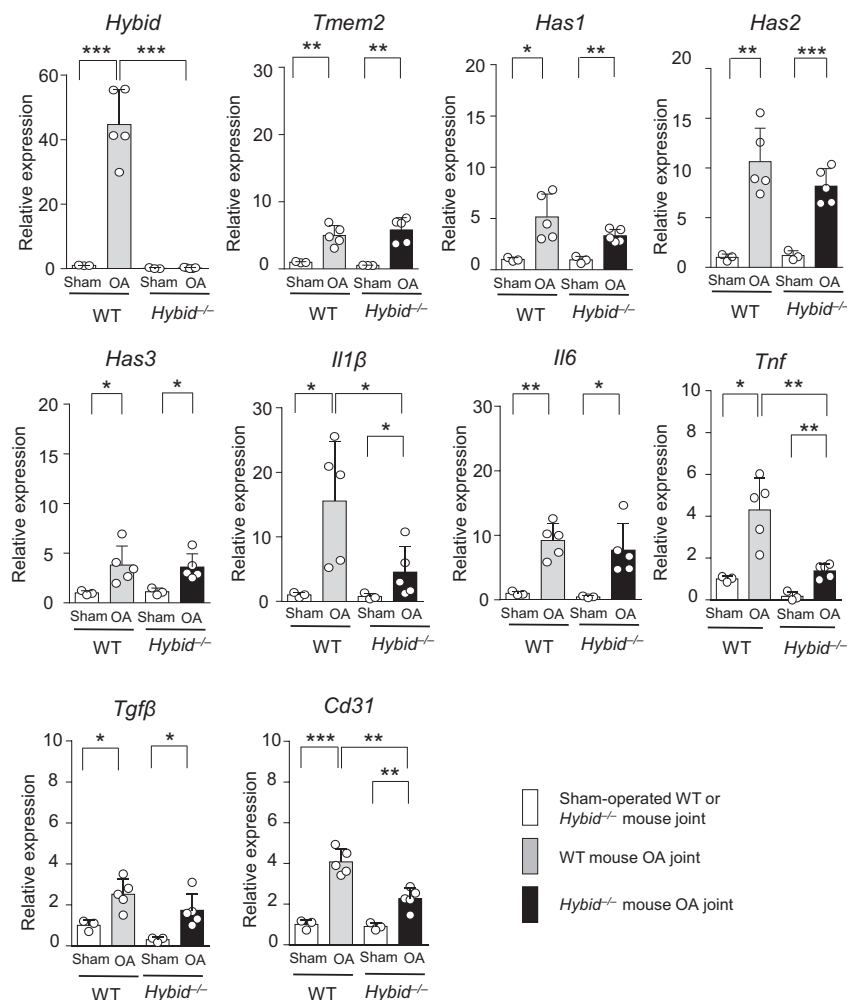 Hybid
Tmem2
Has1
Has2
*** ***
** **
* **
** ***
Relative expression
60
40
20
0
Relative expression
30
20
10
0
Relative expression
20
15
10
5
0
Relative expression
20
15
10
5
0
Sham OA Sham OA
Sham OA Sham OA
Sham OA Sham OA
Sham OA Sham OA
WT Hybid–/–
WT Hybid–/–
WT Hybid–/–
WT Hybid–/–
Has3
Il1β
Il6
Tnf
* *
* * *
** *
* ** **
Relative expression
20
15
10
5
0
Relative expression
30
20
10
0
Relative expression
30
20
10
0
Relative expression
10
8
6
4
2
0
Sham OA Sham OA
Sham OA Sham OA
Sham OA Sham OA
Sham OA Sham OA
WT Hybid–/–
WT Hybid–/–
WT Hybid–/–
WT Hybid–/–
Tgfβ
Cd31
* *
*** ** **
Relative expression
10
8
6
4
2
0
Relative expression
10
8
6
4
2
0
Sham OA Sham OA
Sham OA Sham OA
WT Hybid–/–
WT Hybid–/–
Sham-operated WT or
Hybid–/– mouse joint
WT mouse OA joint
Hybid–/– mouse OA joint